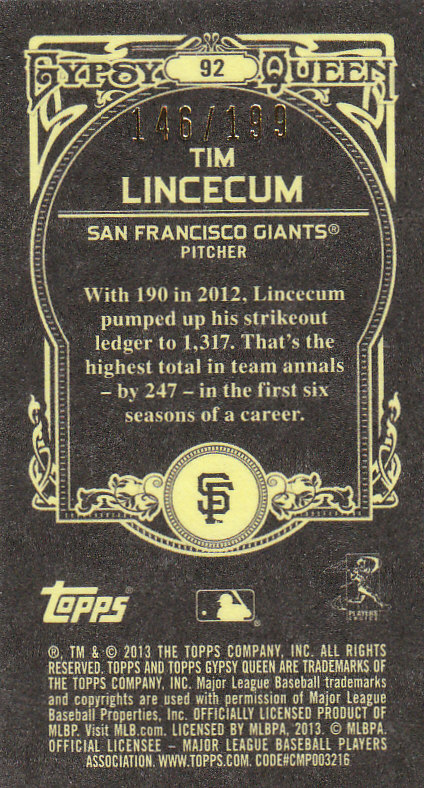 GYPSY 92 QUEEN
146/199
TIM
LINCECUM
SAN FRANCISCO GIANTS®
PITCHER
With 190 in 2012, Lincecum
pumped up his strikeout
ledger to 1,317. That's the
highest total in team annals
– by 247 – in the first six
seasons of a career.
SF
topps®
PLAYERS
®, TM & © 2013 THE TOPPS COMPANY, INC. ALL RIGHTS
RESERVED. TOPPS AND TOPPS GYPSY QUEEN ARE TRADEMARKS OF
THE TOPPS COMPANY, INC. Major League Baseball trademarks
and copyrights are used with permission of Major League
Baseball Properties, Inc. OFFICIALLY LICENSED PRODUCT OF
MLBP. Visit MLB.com. LICENSED BY MLBPA, 2013. © MLBPA.
OFFICIAL LICENSEE – MAJOR LEAGUE BASEBALL PLAYERS
ASSOCIATION. WWW.TOPPS.COM. CODE#CMP003216